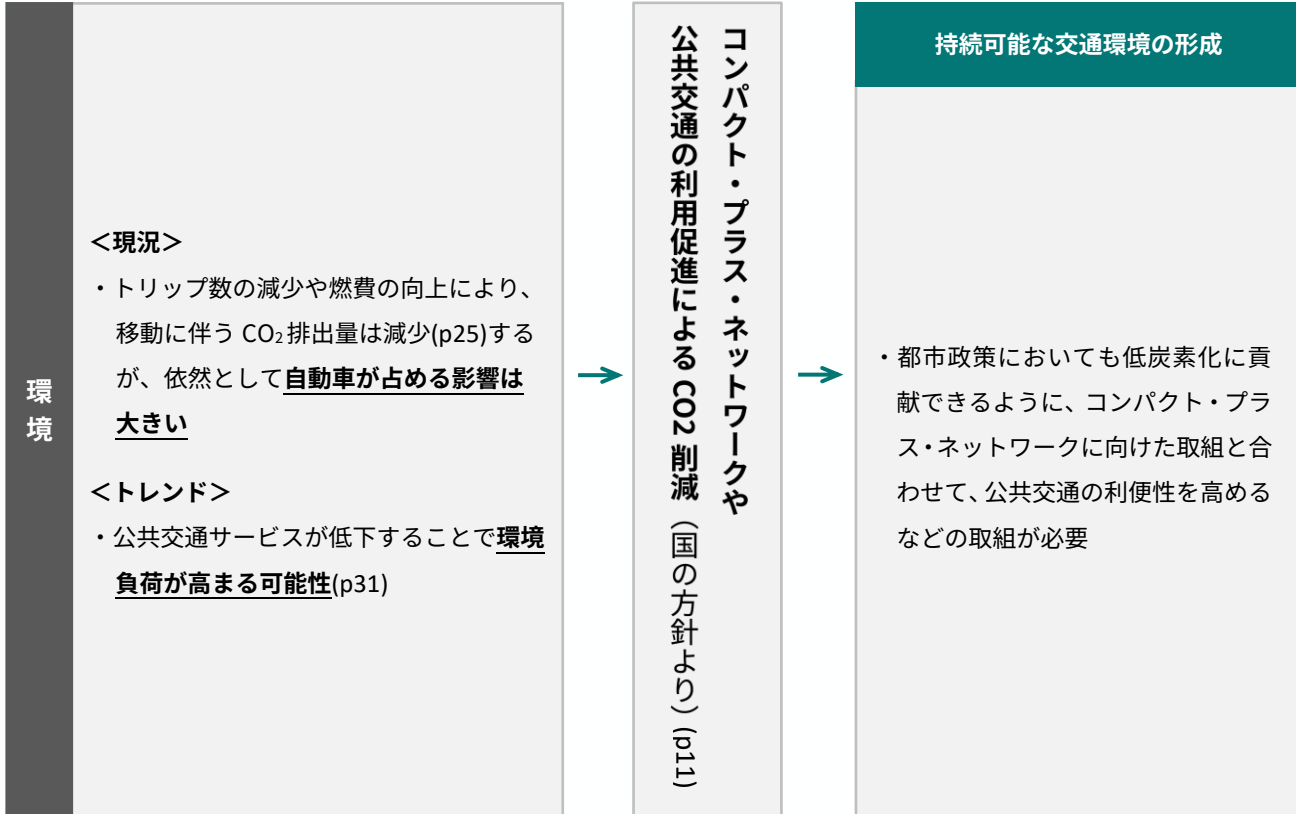 環
境
＜現況＞
・トリップ数の減少や燃費の向上により、
移動に伴う CO₂ 排出量は減少(p25)する
が、依然として自動車が占める影響は
大きい
＜トレンド＞
・公共交通サービスが低下することで環境
負荷が高まる可能性(p31)
コンパクト・プラス・ネットワークや
公共交通の利用促進による CO2 削減（国の方針より）(p11)
持続可能な交通環境の形成
・都市政策においても低炭素化に貢
献できるように、コンパクト・プラ
ス・ネットワークに向けた取組と合
わせて、公共交通の利便性を高める
などの取組が必要